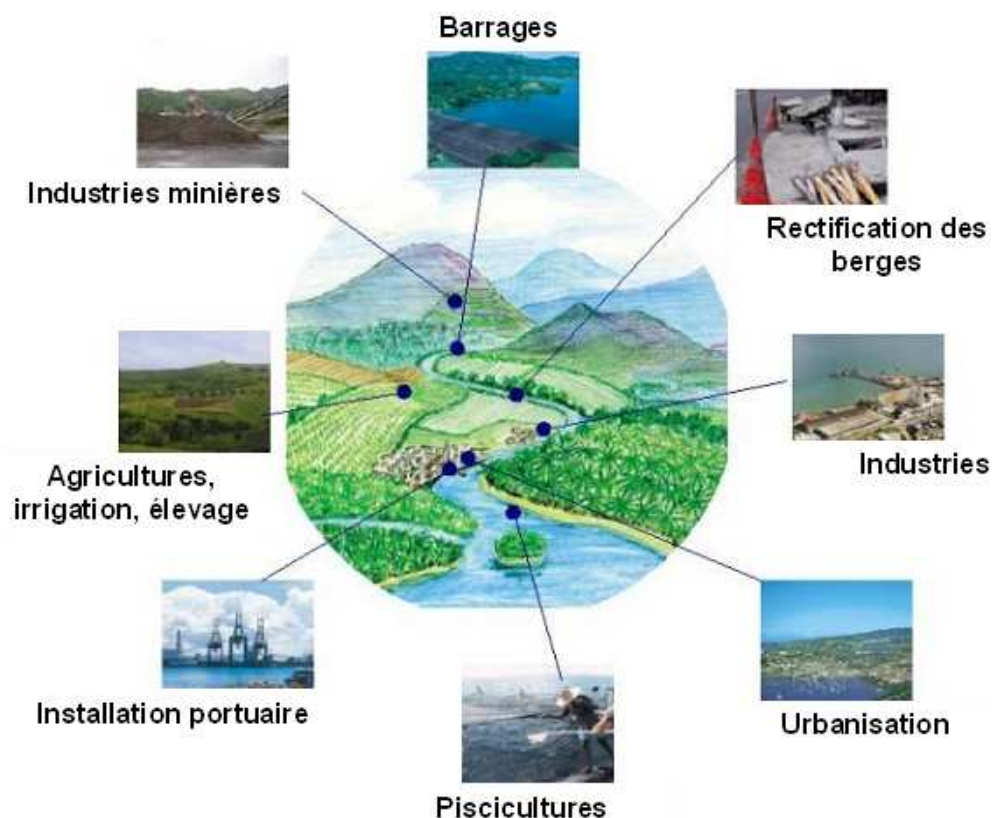 Barrages
Industries minières
Rectification des
berges
Agricultures,
irrigation, élevage
Industries
Installation portuaire
Urbanisation
Piscicultures